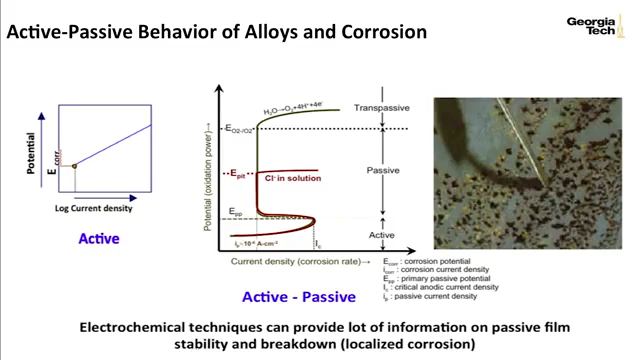 Active-Passive Behavior of Alloys and Corrosion
Georgia
Tech
Potential
E corr
Log Current density
Active
Potential (oxidation power)→
H₂O→O₂+4H⁺+4e⁻
Transpassive
E O2-/O2
Passive
Epit
Cl⁻ in solution
Epp
Active
ip~10⁻⁶ A-cm⁻²
Ic
Current density (corrosion rate)→
Active - Passive
Ecorr : corrosion potential
icorr : corrosion current density
Epp : primary passive potential
Ic : critical anodic current density
ip : passive current density
Electrochemical techniques can provide lot of information on passive film
stability and breakdown (localized corrosion)